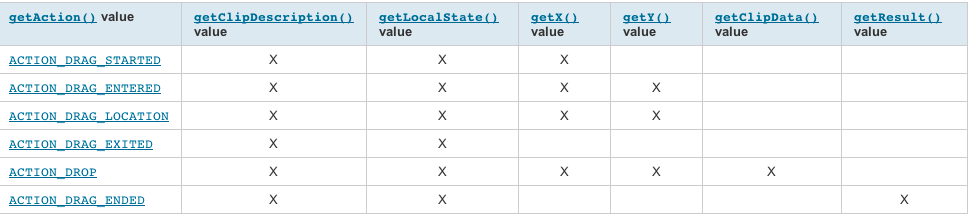 getAction() value getClipDescription() value getLocalState() value getX() value getY() value getClipData() value getResult() value
ACTION_DRAG_STARTED X X X
ACTION_DRAG_ENTERED X X X X
ACTION_DRAG_LOCATION X X X X
ACTION_DRAG_EXITED X X
ACTION_DROP X X X X X
ACTION_DRAG_ENDED X X X